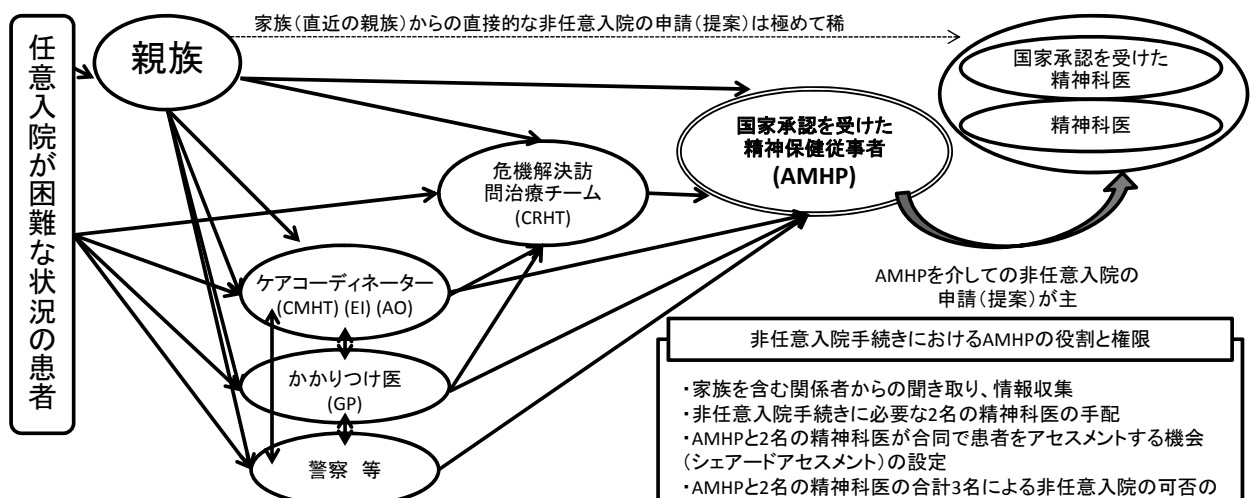 家族(直近の親族)からの直接的な非任意入院の申請(提案)は極めて稀
任意入院が困難な状況の患者
親族
国家承認を受けた
精神科医
精神科医
国家承認を受けた
精神保健従事者
(AMHP)
危機解決訪
問治療チーム
(CRHT)
ケアコーディネーター
(CMHT) (EI) (AO)
かかりつけ医
(GP)
警察 等
AMHPを介しての非任意入院の
申請(提案)が主
非任意入院手続きにおけるAMHPの役割と権限
・家族を含む関係者からの聞き取り、情報収集
・非任意入院手続きに必要な2名の精神科医の手配
・AMHPと2名の精神科医が合同で患者をアセスメントする機会
(シェアードアセスメント)の設定
・AMHPと2名の精神科医の合計3名による非任意入院の可否の